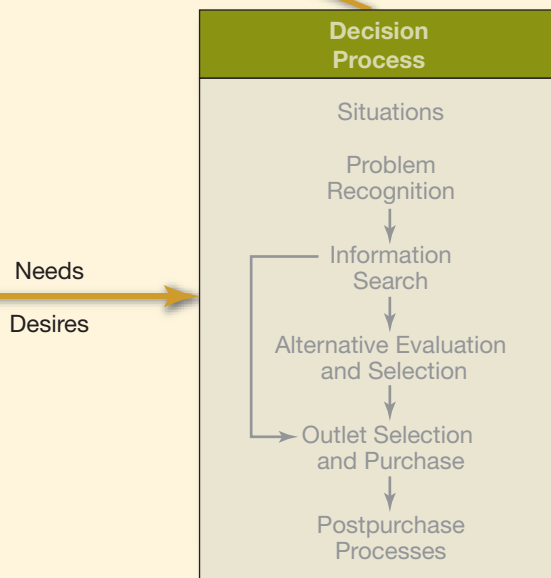 Decision
Process
Situations
Problem
Recognition
Information
Search
Needs
Desires
Alternative Evaluation
and Selection
Outlet Selection
and Purchase
Postpurchase
Processes